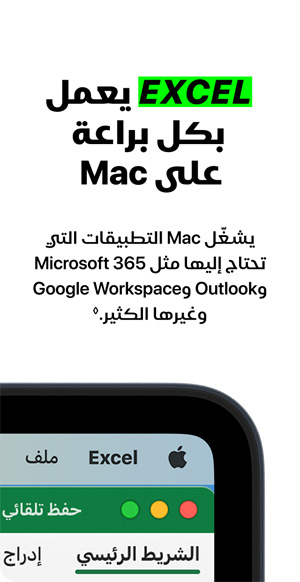 EXCEL يعمل
بكل براعة
على Mac
يشغّل Mac التطبيقات التي
تحتاج إليها مثل Microsoft 365
وOutlook وGoogle Workspace
وغيرها الكثير.◊
Excel ملف
حفظ تلقائي
الشريط الرئيسي إدراج